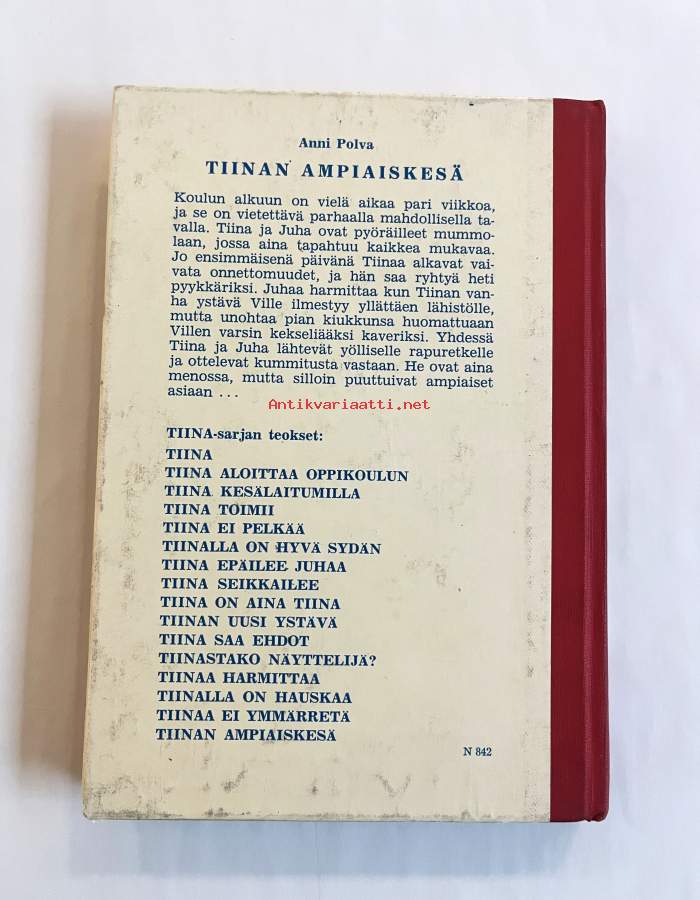 Anni Polva
TIINAN AMPIAISKESÄ
Koulun alkuun on vielä aikaa pari viikkoa,
ja se on vietettävä parhaalla mahdollisella ta-
valla. Tiina ja Juha ovat pyöräilleet mummo-
laan, jossa aina tapahtuu kaikkea mukavaa.
Jo ensimmäisenä päivänä Tiinaa alkavat vai-
vata onnettomuudet, ja hän saa ryhtyä heti
pyykkäriksi. Juhaa harmittaa kun Tiinan van-
ha ystävä Ville ilmestyy yllättäen lähistölle,
mutta unohtaa pian kiukkunsa huomattuaan
Villen varsin kekseliääksi kaveriksi. Yhdessä
Tiina ja Juha lähtevät yölliselle rapuretkelle
ja ottelevat kummitusta vastaan. He ovat aina
menossa, mutta silloin puuttuivat ampiaiset
asiaan ...
Antikvariaatti.net
TIINA-sarjan teokset:
TIINA
TIINA ALOITTAA OPPIKOULUN
TIINA KESÄLAITUMILLA
TIINA TOIMII
TIINA EI PELKÄÄ
TIINALLA ON HYVÄ SYDÄN
TIINA EPÄILEE JUHAA
TIINA SEIKKAILEE
TIINA ON AINA TIINA
TIINAN UUSI YSTÄVÄ
TIINA SAA EHDOT
TIINASTAKO NÄYTTELIJÄ?
TIINAA HARMITTAA
TIINALLA ON HAUSKAA
TIINAA EI YMMÄRRETÄ
TIINAN AMPIAISKESÄ
N 842